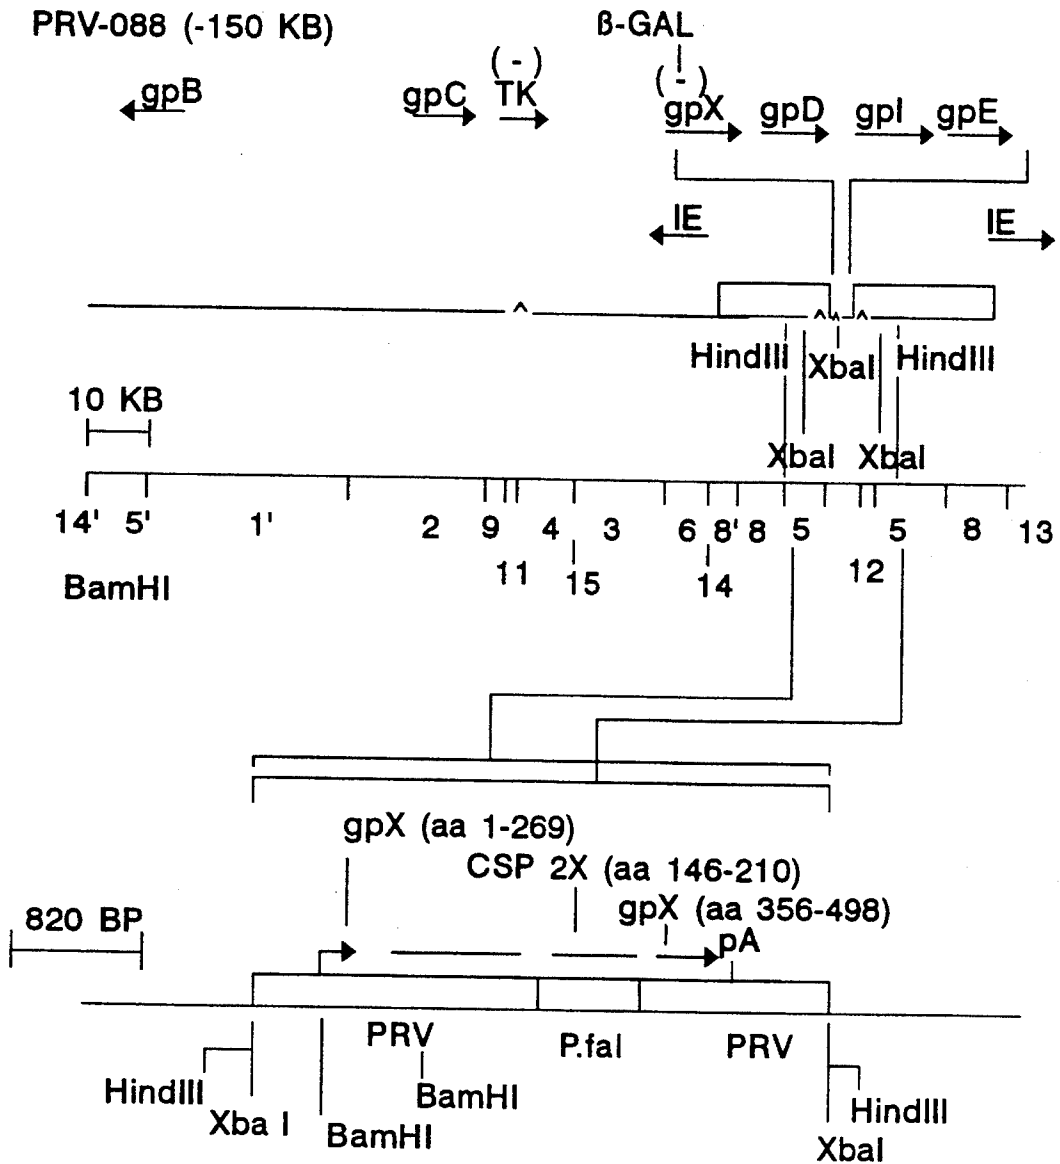 PRV-088 (-150 KB)
ß-GAL
(-)
(-)
gpB
gpC
TK
gpX
gpD
gpI
gpE
IE
IE
^
^
^
^
HindIII
XbaI
HindIII
10 KB
XbaI
XbaI
14' 5' 1' 2 9 4 3 6 8' 8 5 5 8 13
11 15 14 12
BamHI
gpX (aa 1-269)
CSP 2X (aa 146-210)
gpX (aa 356-498)
820 BP
pA
PRV
P.fal
PRV
HindIII
BamHI
HindIII
Xba I
BamHI
XbaI